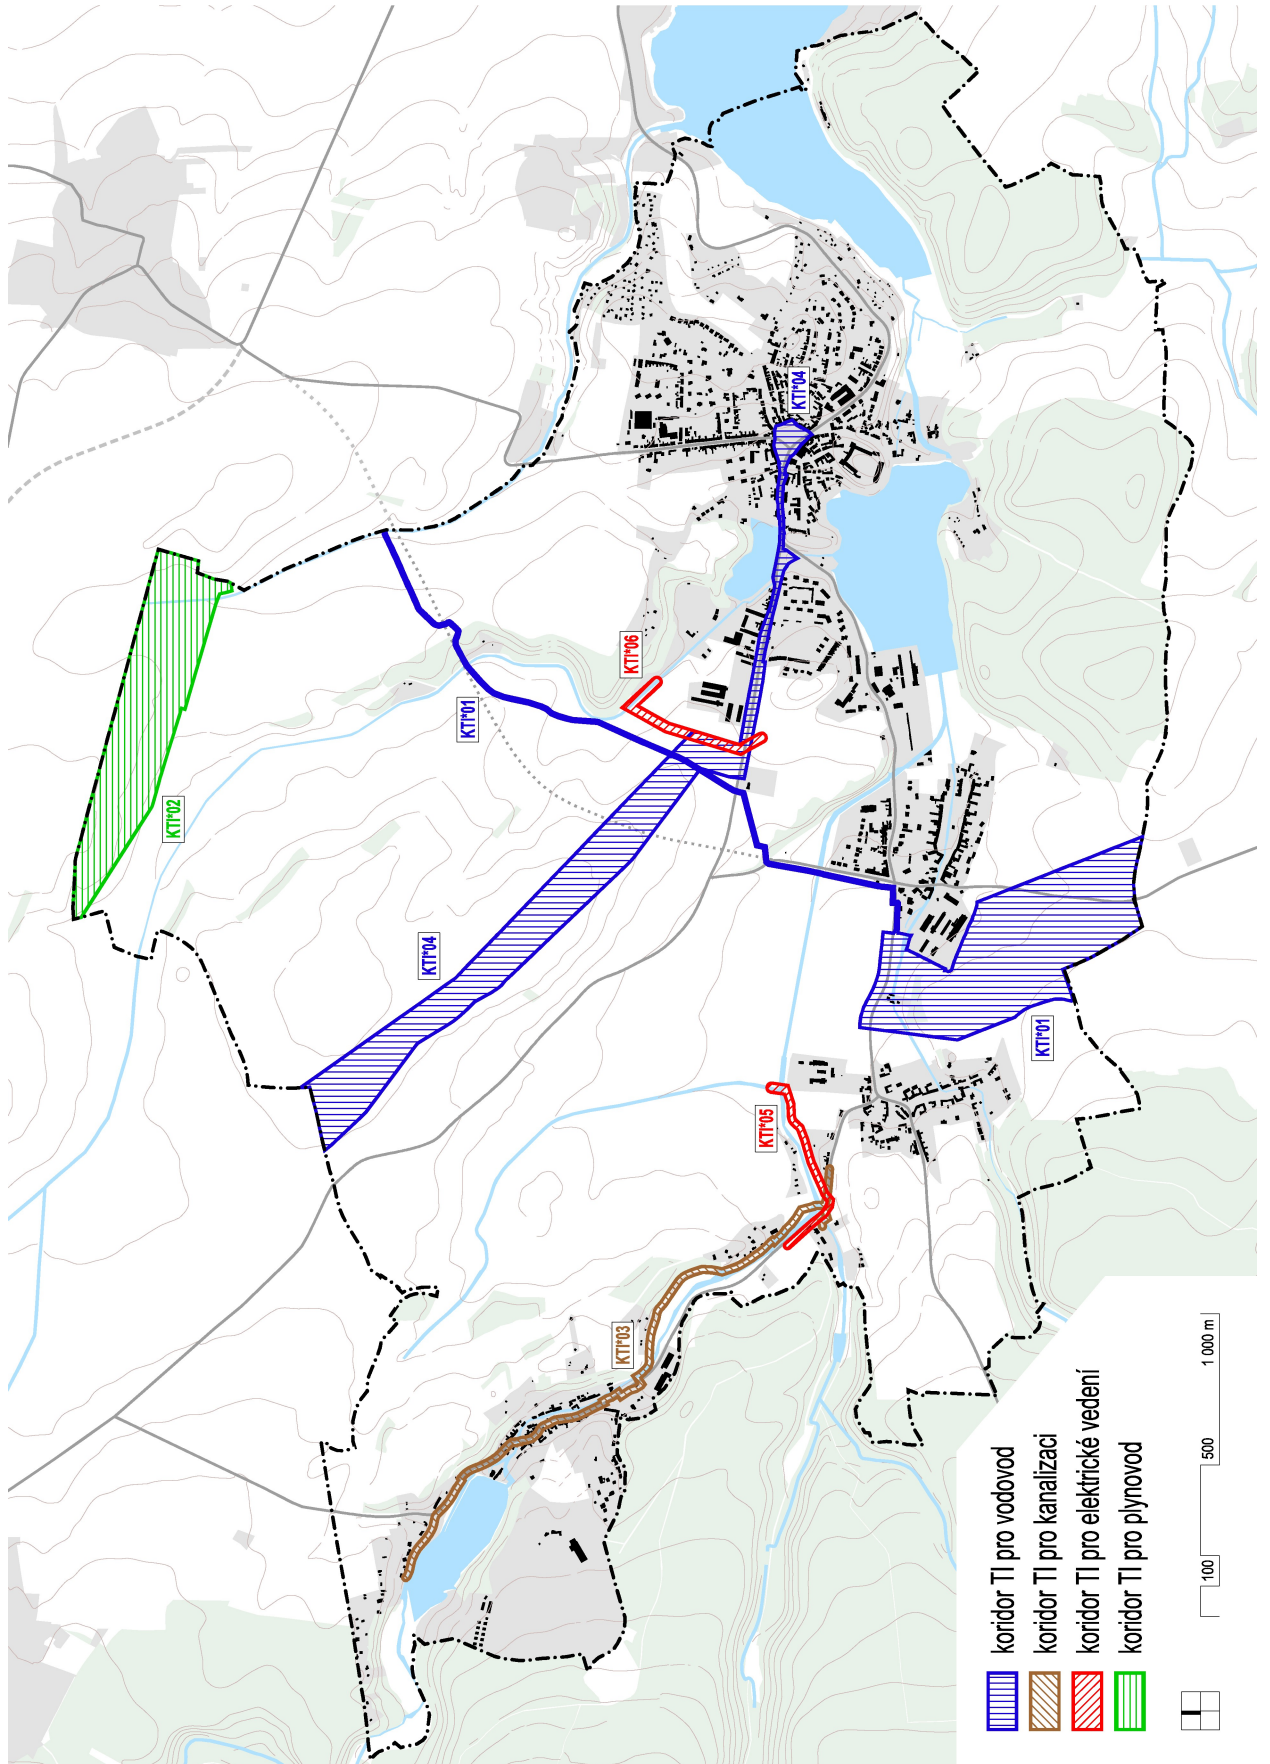 KTI*02
KTI*01
KTI*04
KTI*06
KTI*04
KTI*01
KTI*05
KTI*03
koridor TI pro vodovod
koridor TI pro kanalizaci
koridor TI pro elektrické vedení
koridor TI pro plynovod
100 500 1 000 m